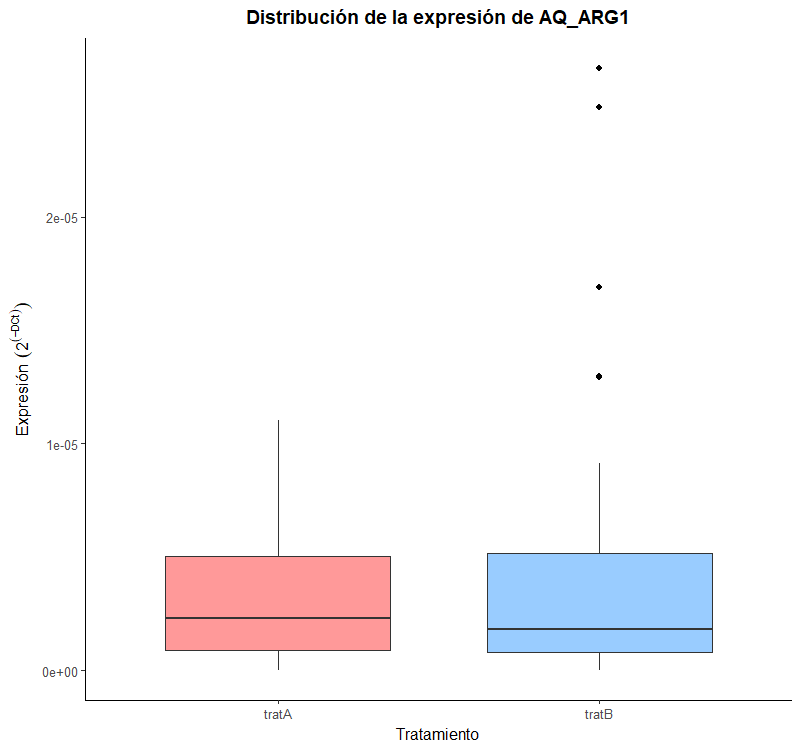 Distribución de la expresión de AQ_ARG1
Expresión (2^(−DCt))
2e-05
1e-05
0e+00
tratA tratB
Tratamiento